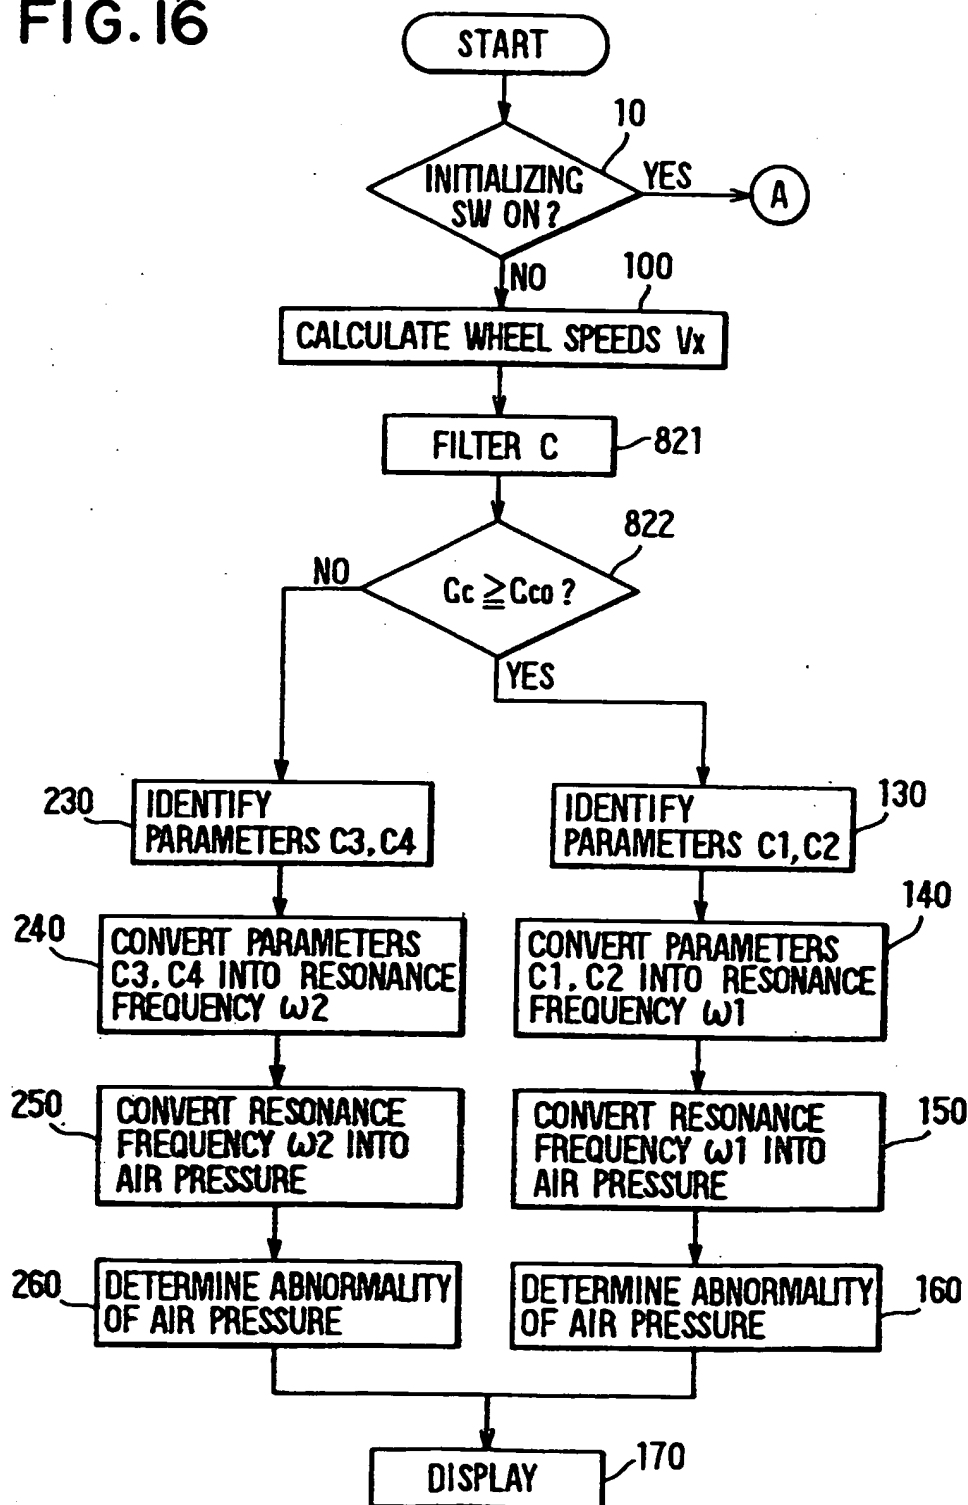 FIG. 16
START
10
INITIALIZING
SW ON?
YES
A
NO
100
CALCULATE WHEEL SPEEDS Vx
FILTER C
821
822
Gc ≧ Gco ?
NO
YES
230
IDENTIFY
PARAMETERS C3, C4
130
IDENTIFY
PARAMETERS C1, C2
240
CONVERT PARAMETERS
C3, C4 INTO RESONANCE
FREQUENCY ω2
140
CONVERT PARAMETERS
C1, C2 INTO RESONANCE
FREQUENCY ω1
250
CONVERT RESONANCE
FREQUENCY ω2 INTO
AIR PRESSURE
150
CONVERT RESONANCE
FREQUENCY ω1 INTO
AIR PRESSURE
260
DETERMINE ABNORMALITY
OF AIR PRESSURE
160
DETERMINE ABNORMALITY
OF AIR PRESSURE
DISPLAY
170